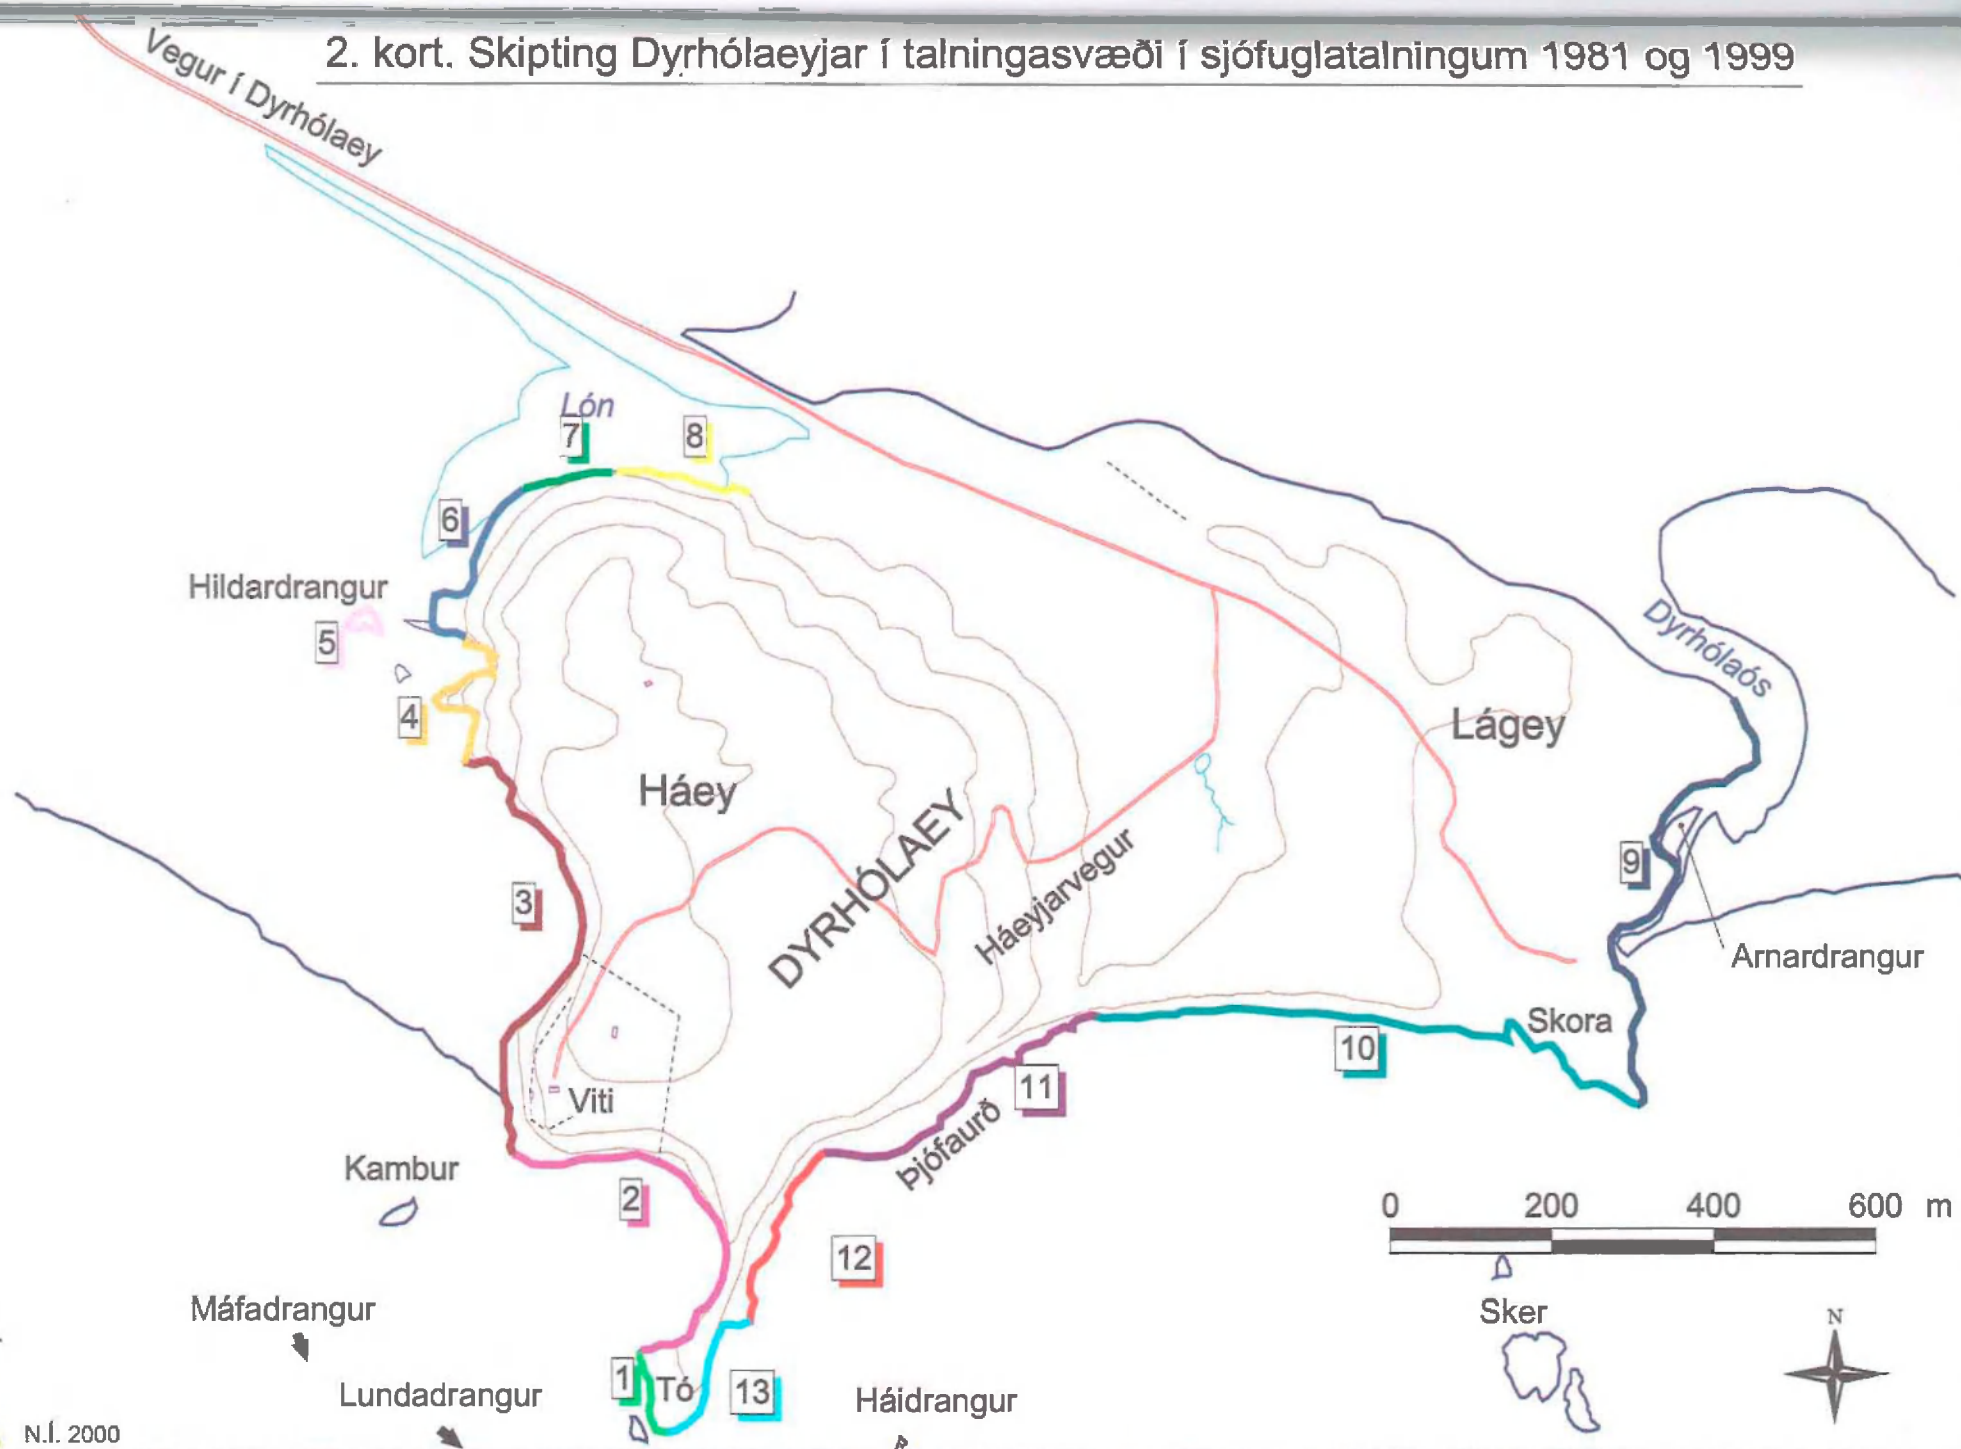 2. kort. Skipting Dyrhólaeyjar í talningasvæði í sjófuglatalningum 1981 og 1999
Vegur í Dyrhólaey
Lón
7
8
6
Hildardrangur
5
4
Dyrhólaós
Lágey
Háey
DYRHÓLAEY
Háeyjarvegur
9
3
Arnardrangur
Skora
10
11
Viti
Þjófaurð
Kambur
2
0 200 400 600 m
12
Máfadrangur
Sker
N
1
Tó
13
Lundadrangur
Háidrangur
N.Í. 2000